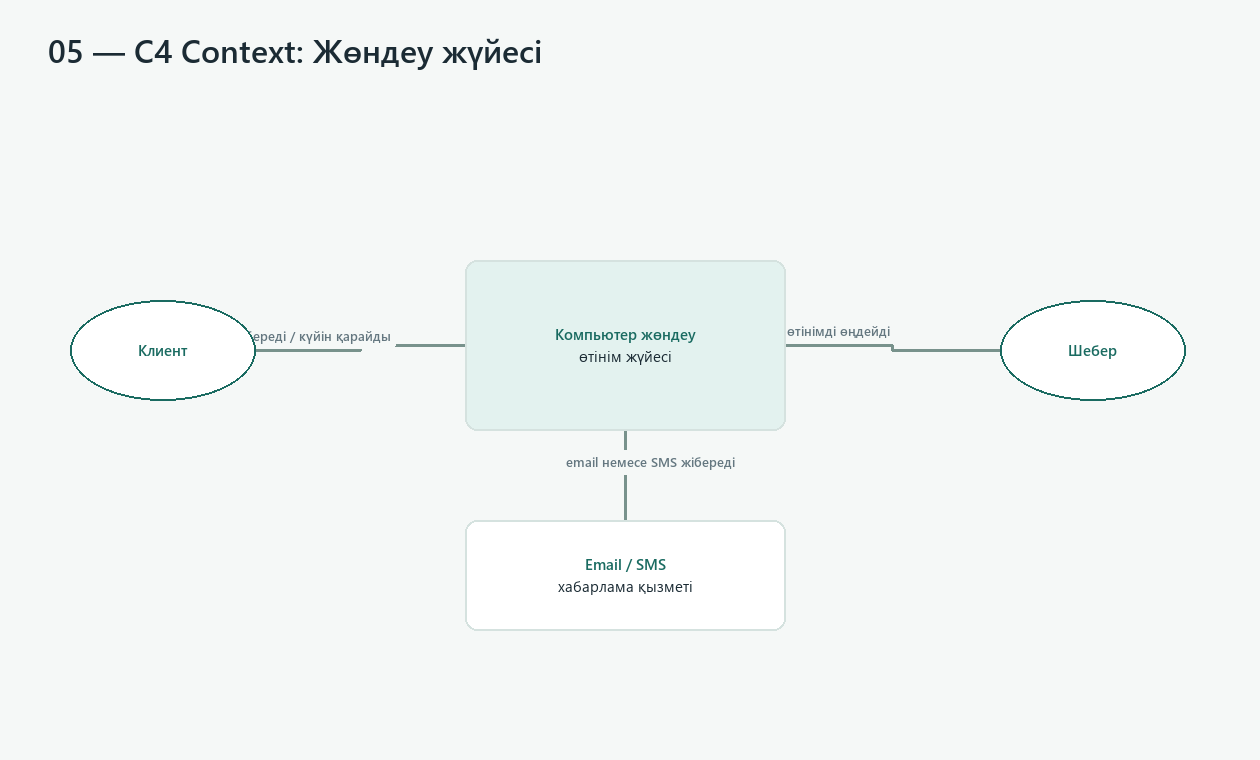 05 — C4 Context: Жөндеу жүйесі
Клиент
береді / күйін қарайды
Компьютер жөндеу
өтінім жүйесі
өтінімді өңдейді
Шебер
email немесе SMS жібереді
Email / SMS
хабарлама қызметі